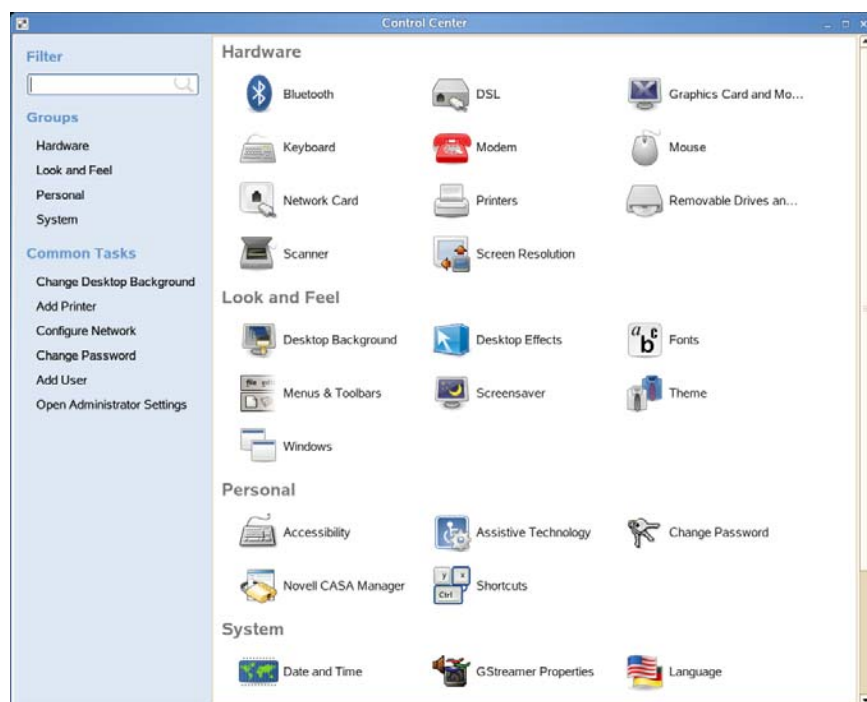 Control Center
Filter
Groups
Hardware
Look and Feel
Personal
System
Common Tasks
Change Desktop Background
Add Printer
Configure Network
Change Password
Add User
Open Administrator Settings
Hardware
Bluetooth
DSL
Graphics Card and Mo...
Keyboard
Modem
Mouse
Network Card
Printers
Removable Drives an...
Scanner
Screen Resolution
Look and Feel
Desktop Background
Desktop Effects
a b c
Fonts
file edit
Menus & Toolbars
Screensaver
Theme
Windows
Personal
Accessibility
Assistive Technology
Change Password
Novell CASA Manager
y x
Ctrl
Shortcuts
System
Date and Time
GStreamer Properties
Language